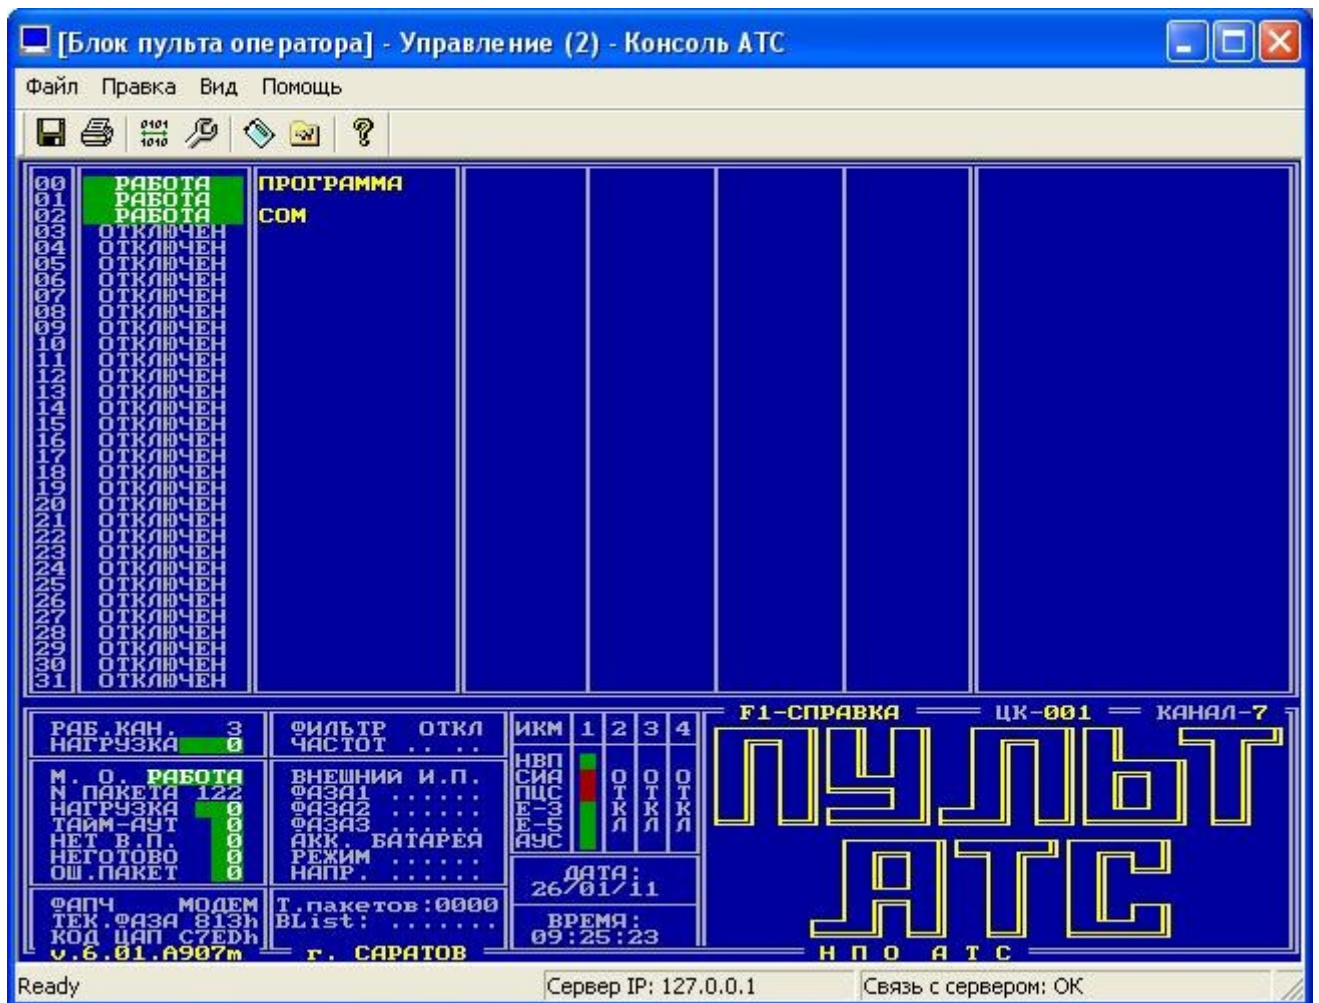 [Блок пульта оператора] - Управление (2) - Консоль АТС
Файл Правка Вид Помощь
0101
1010
00 РАБОТА ПРОГРАММА
01 РАБОТА
02 РАБОТА COM
03 ОТКЛЮЧЕН
04 ОТКЛЮЧЕН
05 ОТКЛЮЧЕН
06 ОТКЛЮЧЕН
07 ОТКЛЮЧЕН
08 ОТКЛЮЧЕН
09 ОТКЛЮЧЕН
10 ОТКЛЮЧЕН
11 ОТКЛЮЧЕН
12 ОТКЛЮЧЕН
13 ОТКЛЮЧЕН
14 ОТКЛЮЧЕН
15 ОТКЛЮЧЕН
16 ОТКЛЮЧЕН
17 ОТКЛЮЧЕН
18 ОТКЛЮЧЕН
19 ОТКЛЮЧЕН
20 ОТКЛЮЧЕН
21 ОТКЛЮЧЕН
22 ОТКЛЮЧЕН
23 ОТКЛЮЧЕН
24 ОТКЛЮЧЕН
25 ОТКЛЮЧЕН
26 ОТКЛЮЧЕН
27 ОТКЛЮЧЕН
28 ОТКЛЮЧЕН
29 ОТКЛЮЧЕН
30 ОТКЛЮЧЕН
31 ОТКЛЮЧЕН
РАБ.КАН. 3
НАГРУЗКА 0
М. О. РАБОТА
N ПАКЕТА 122
НАГРУЗКА 0
ТАЙМ-АУТ 0
НЕТ В.П. 0
НЕГОТОВО 0
ОШ.ПАКЕТ 0
ФАПЧ МОДЕМ
ТЕК.ФАЗА 813h
КОД ЦАП C7EDh
v.6.01.A907m
ФИЛЬТР ОТКЛ
ЧАСТОТ .. ..
ВНЕШНИЙ И.П.
ФАЗА1 ......
ФАЗА2 ......
ФАЗА3 ......
АКК. БАТАРЕЯ
РЕЖИМ ......
НАПР. ......
Т.пакетов:0000
BList: .......
г. САРАТОВ
ИКМ 1 2 3 4
НВП
СИА О О О
ПЦС Т Т Т
Е-3 К К К
Е-5 Л Л Л
АУС
ДАТА:
26/01/11
ВРЕМЯ:
09:25:23
F1-СПРАВКА ЦК-001 КАНАЛ-7
ПУЛЬТ
АТС
Н П О А Т С
Ready Сервер IP: 127.0.0.1 Связь с сервером: ОК